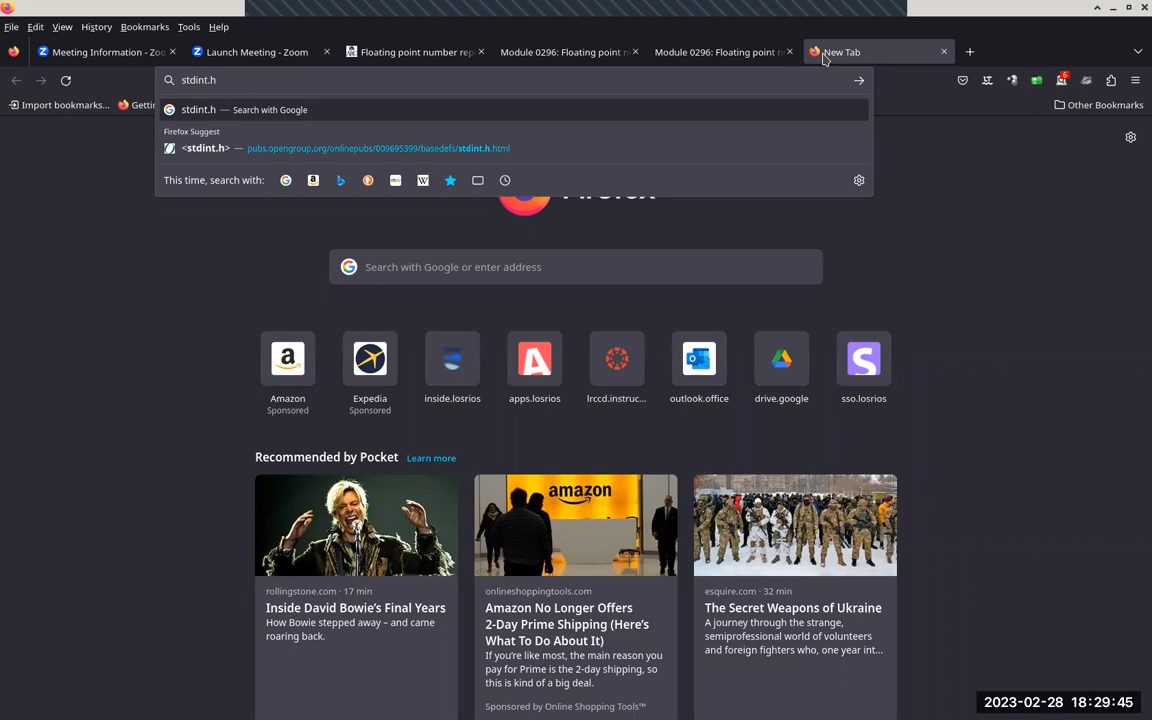 File Edit View History Bookmarks Tools Help
Meeting Information - Zoo
Launch Meeting - Zoom
Floating point number rep
Module 0296: Floating point n
Module 0296: Floating point n
New Tab
stdint.h
6
Import bookmarks...
Gettin
Other Bookmarks
stdint.h — Search with Google
Firefox Suggest
<stdint.h> — pubs.opengroup.org/onlinepubs/009695399/basedefs/stdint.h.html
This time, search with:
Search with Google or enter address
Amazon
Sponsored
Expedia
Sponsored
inside.losrios
apps.losrios
lrccd.instruc...
outlook.office
drive.google
sso.losrios
Recommended by Pocket Learn more
amazon
rollingstone.com · 17 min
Inside David Bowie’s Final Years
How Bowie stepped away – and came
roaring back.
onlineshoppingtools.com
Amazon No Longer Offers
2-Day Prime Shipping (Here’s
What To Do About It)
If you’re like most, the main reason you
pay for Prime is the 2-day shipping, so
this is kind of a big deal.
Sponsored by Online Shopping Tools™
esquire.com · 32 min
The Secret Weapons of Ukraine
A journey through the strange,
semiprofessional world of volunteers
and foreign fighters who, one year int...
2023-02-28 18:29:45